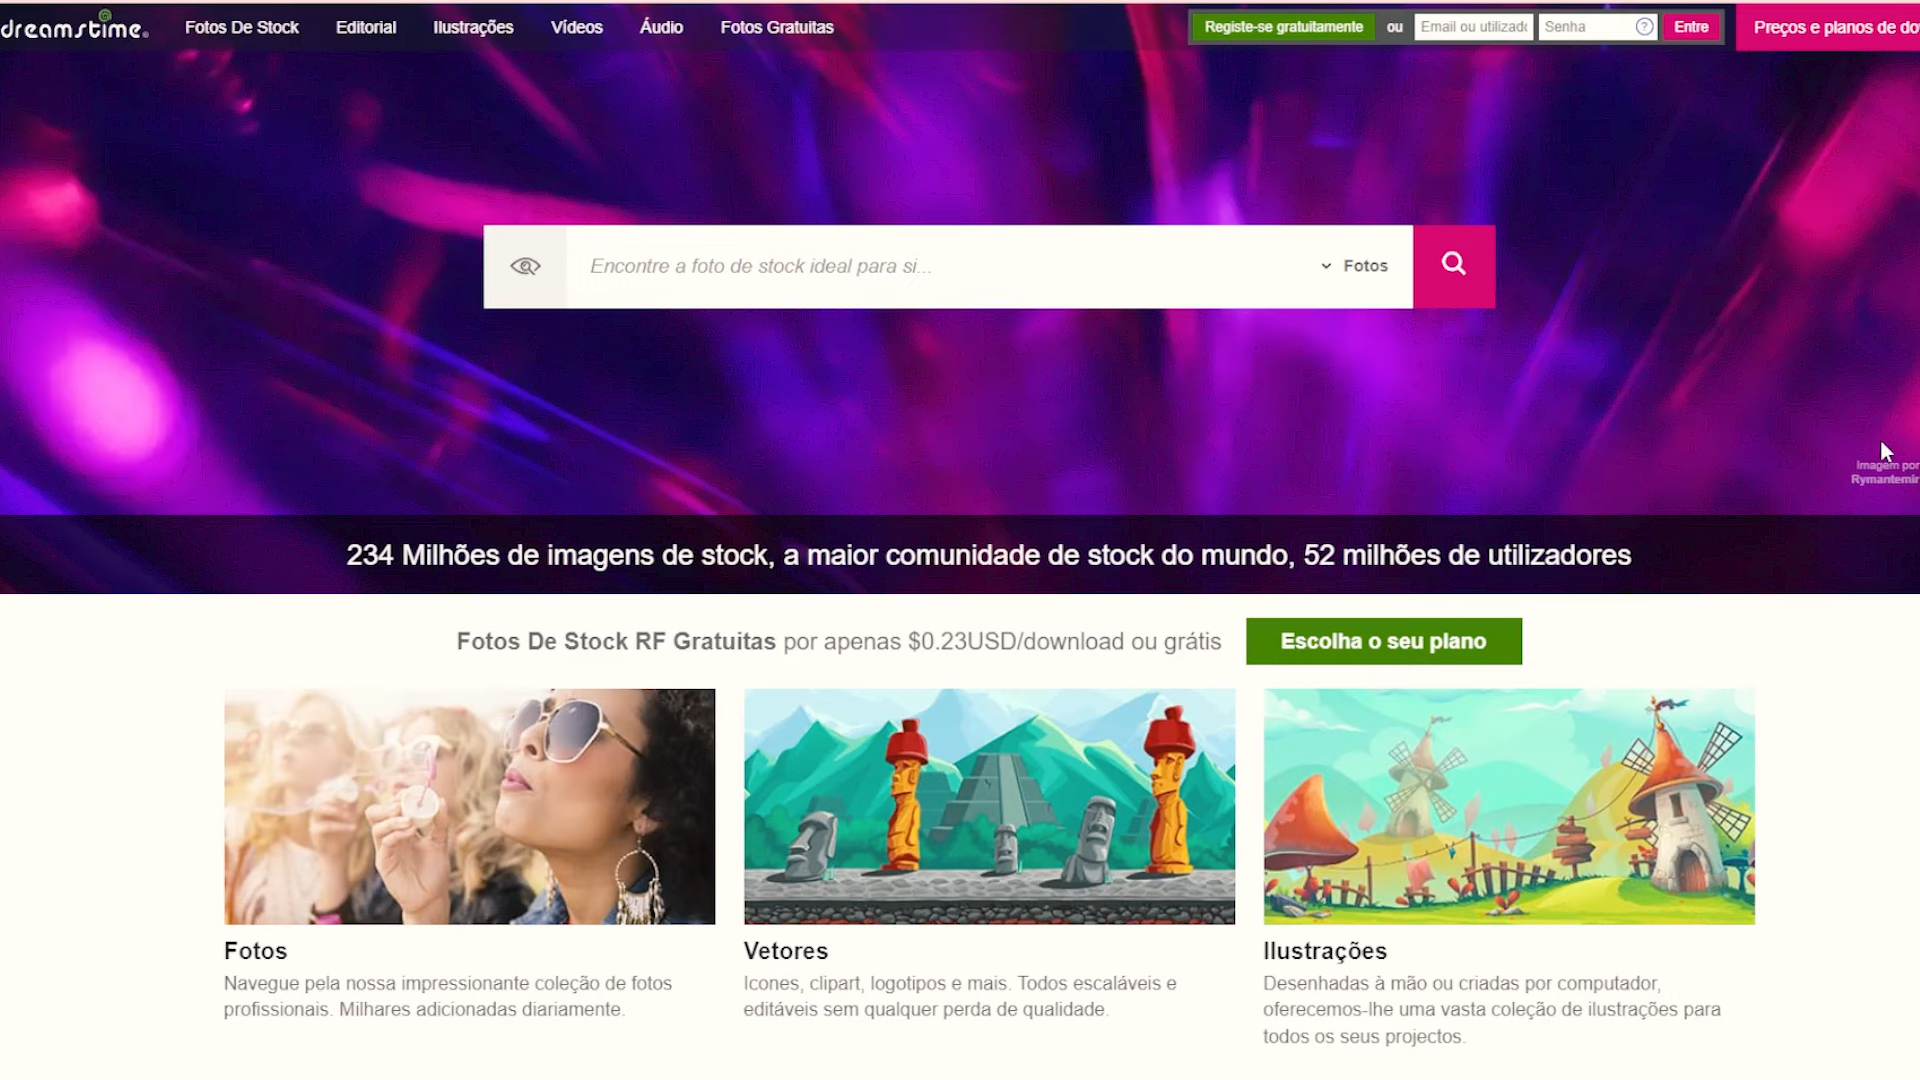 dreamstime
Fotos De Stock Editorial Ilustrações Vídeos Áudio Fotos Gratuitas Registe-se gratuitamente ou Email ou Senha ? Entre Preços e planos de
Encontre a foto de stock ideal para si... Fotos
Imagem por
Rymantemir
234 Milhões de imagens de stock, a maior comunidade de stock do mundo, 52 milhões de utilizadores
Fotos De Stock RF Gratuitas por apenas $0.23USD/download ou grátis Escolha o seu plano
Fotos
Navegue pela nossa impressionante coleção de fotos
profissionais. Milhares adicionadas diariamente.
Vetores
Icones, clipart, logotipos e mais. Todos escaláveis e
editáveis sem qualquer perda de qualidade.
Ilustrações
Desenhadas à mão ou criadas por computador,
oferecemos-lhe uma vasta coleção de ilustrações para
todos os seus projectos.